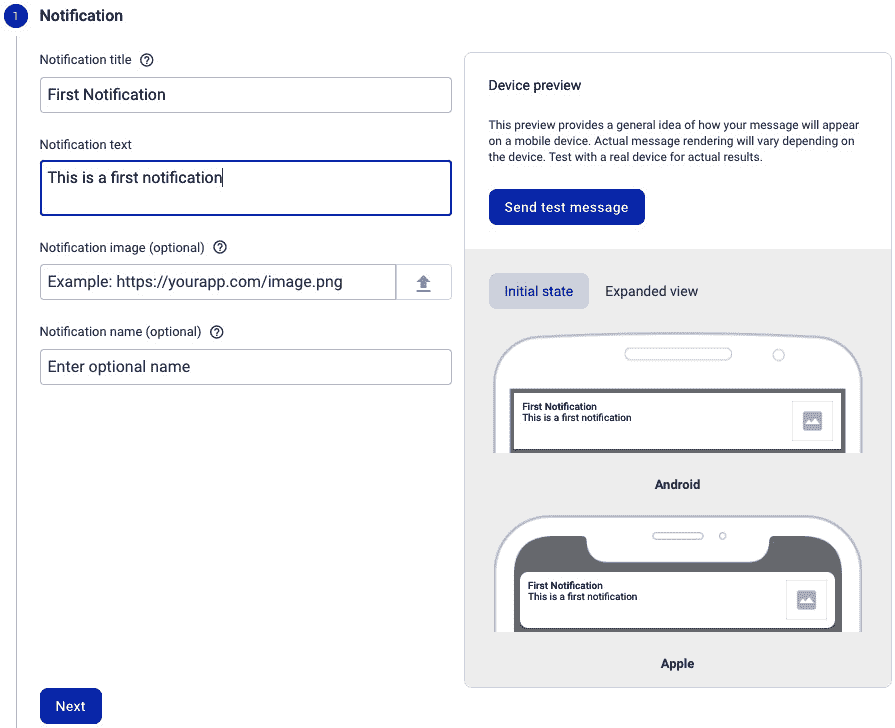 1 Notification
Notification title
First Notification
Notification text
This is a first notification
Notification image (optional)
Example: https://yourapp.com/image.png
Notification name (optional)
Enter optional name
Next
Device preview
This preview provides a general idea of how your message will appear
on a mobile device. Actual message rendering will vary depending on
the device. Test with a real device for actual results.
Send test message
Initial state Expanded view
First Notification
This is a first notification
Android
First Notification
This is a first notification
Apple